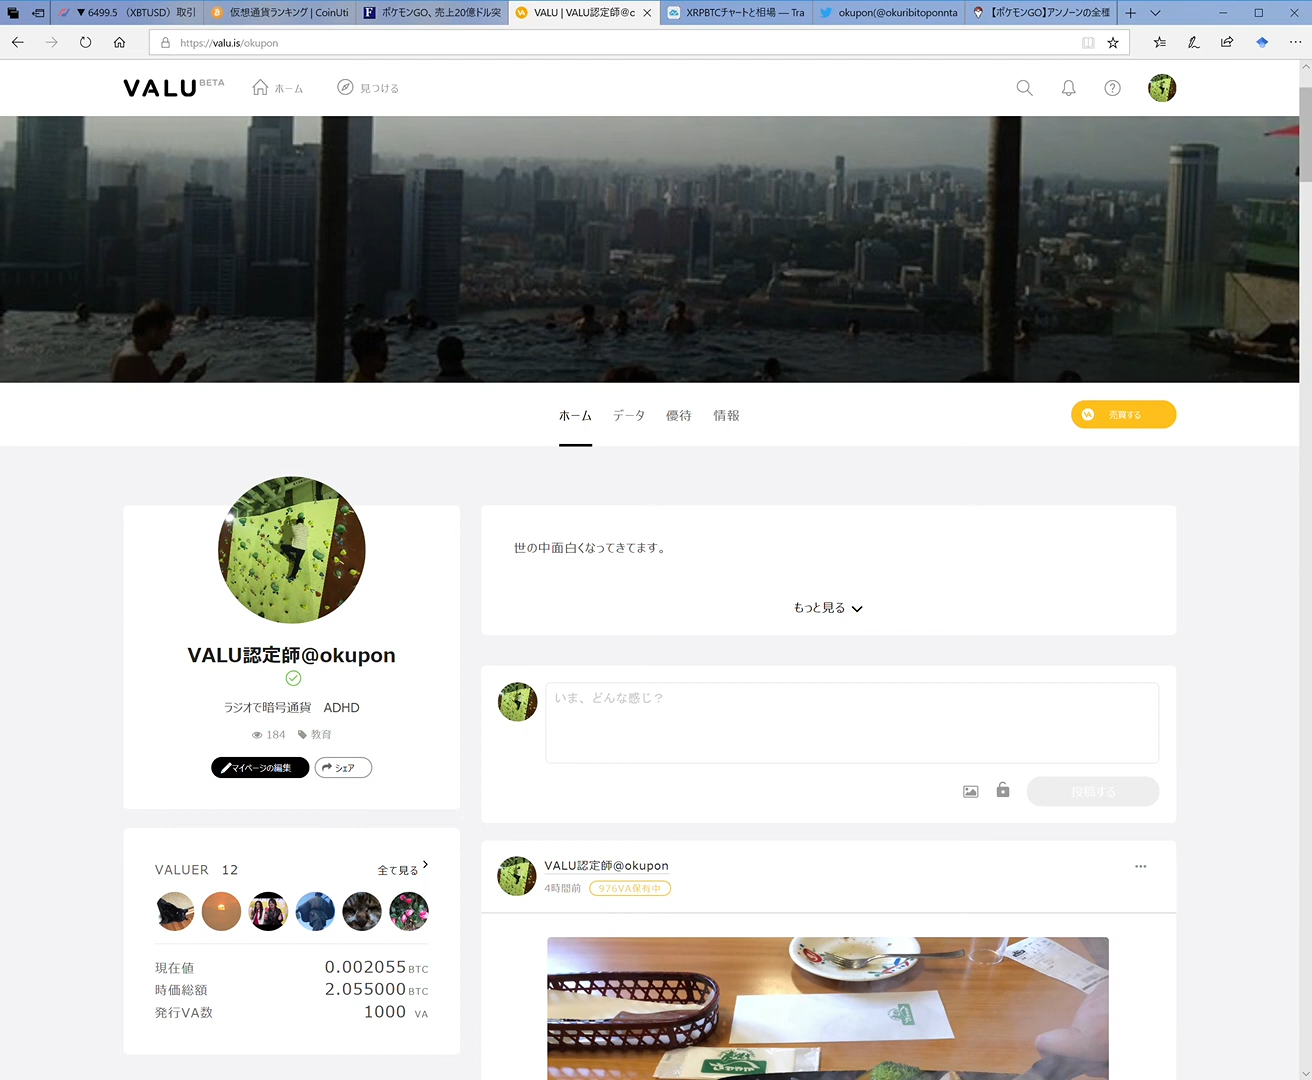 ▼ 6499.5 （XBTUSD）取引
仮想通貨ランキング | CoinUti
ポケモンGO、売上20億ドル突
VALU | VALU認定師@c
XRPBTCチャートと相場 — Tra
okupon(@okuribitoponnta
【ポケモンGO】アンノーンの全種
https://valu.is/okupon
VALU BETA
ホーム
見つける
ホーム
データ
優待
情報
売買する
世の中面白くなってきてます。
もっと見る
VALU認定師@okupon
ラジオで暗号通貨 ADHD
184 教育
マイページの編集
シェア
いま、どんな感じ？
投稿する
VALUER 12
全て見る
現在値 0.002055 BTC
時価総額 2.055000 BTC
発行VA数 1000 VA
VALU認定師@okupon
4時間前 976VA保有中